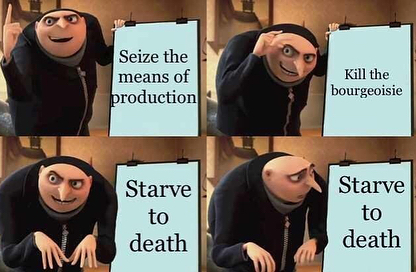 Seize the
means of
production
Kill the
bourgeoisie
Starve
to
death
Starve
to
death